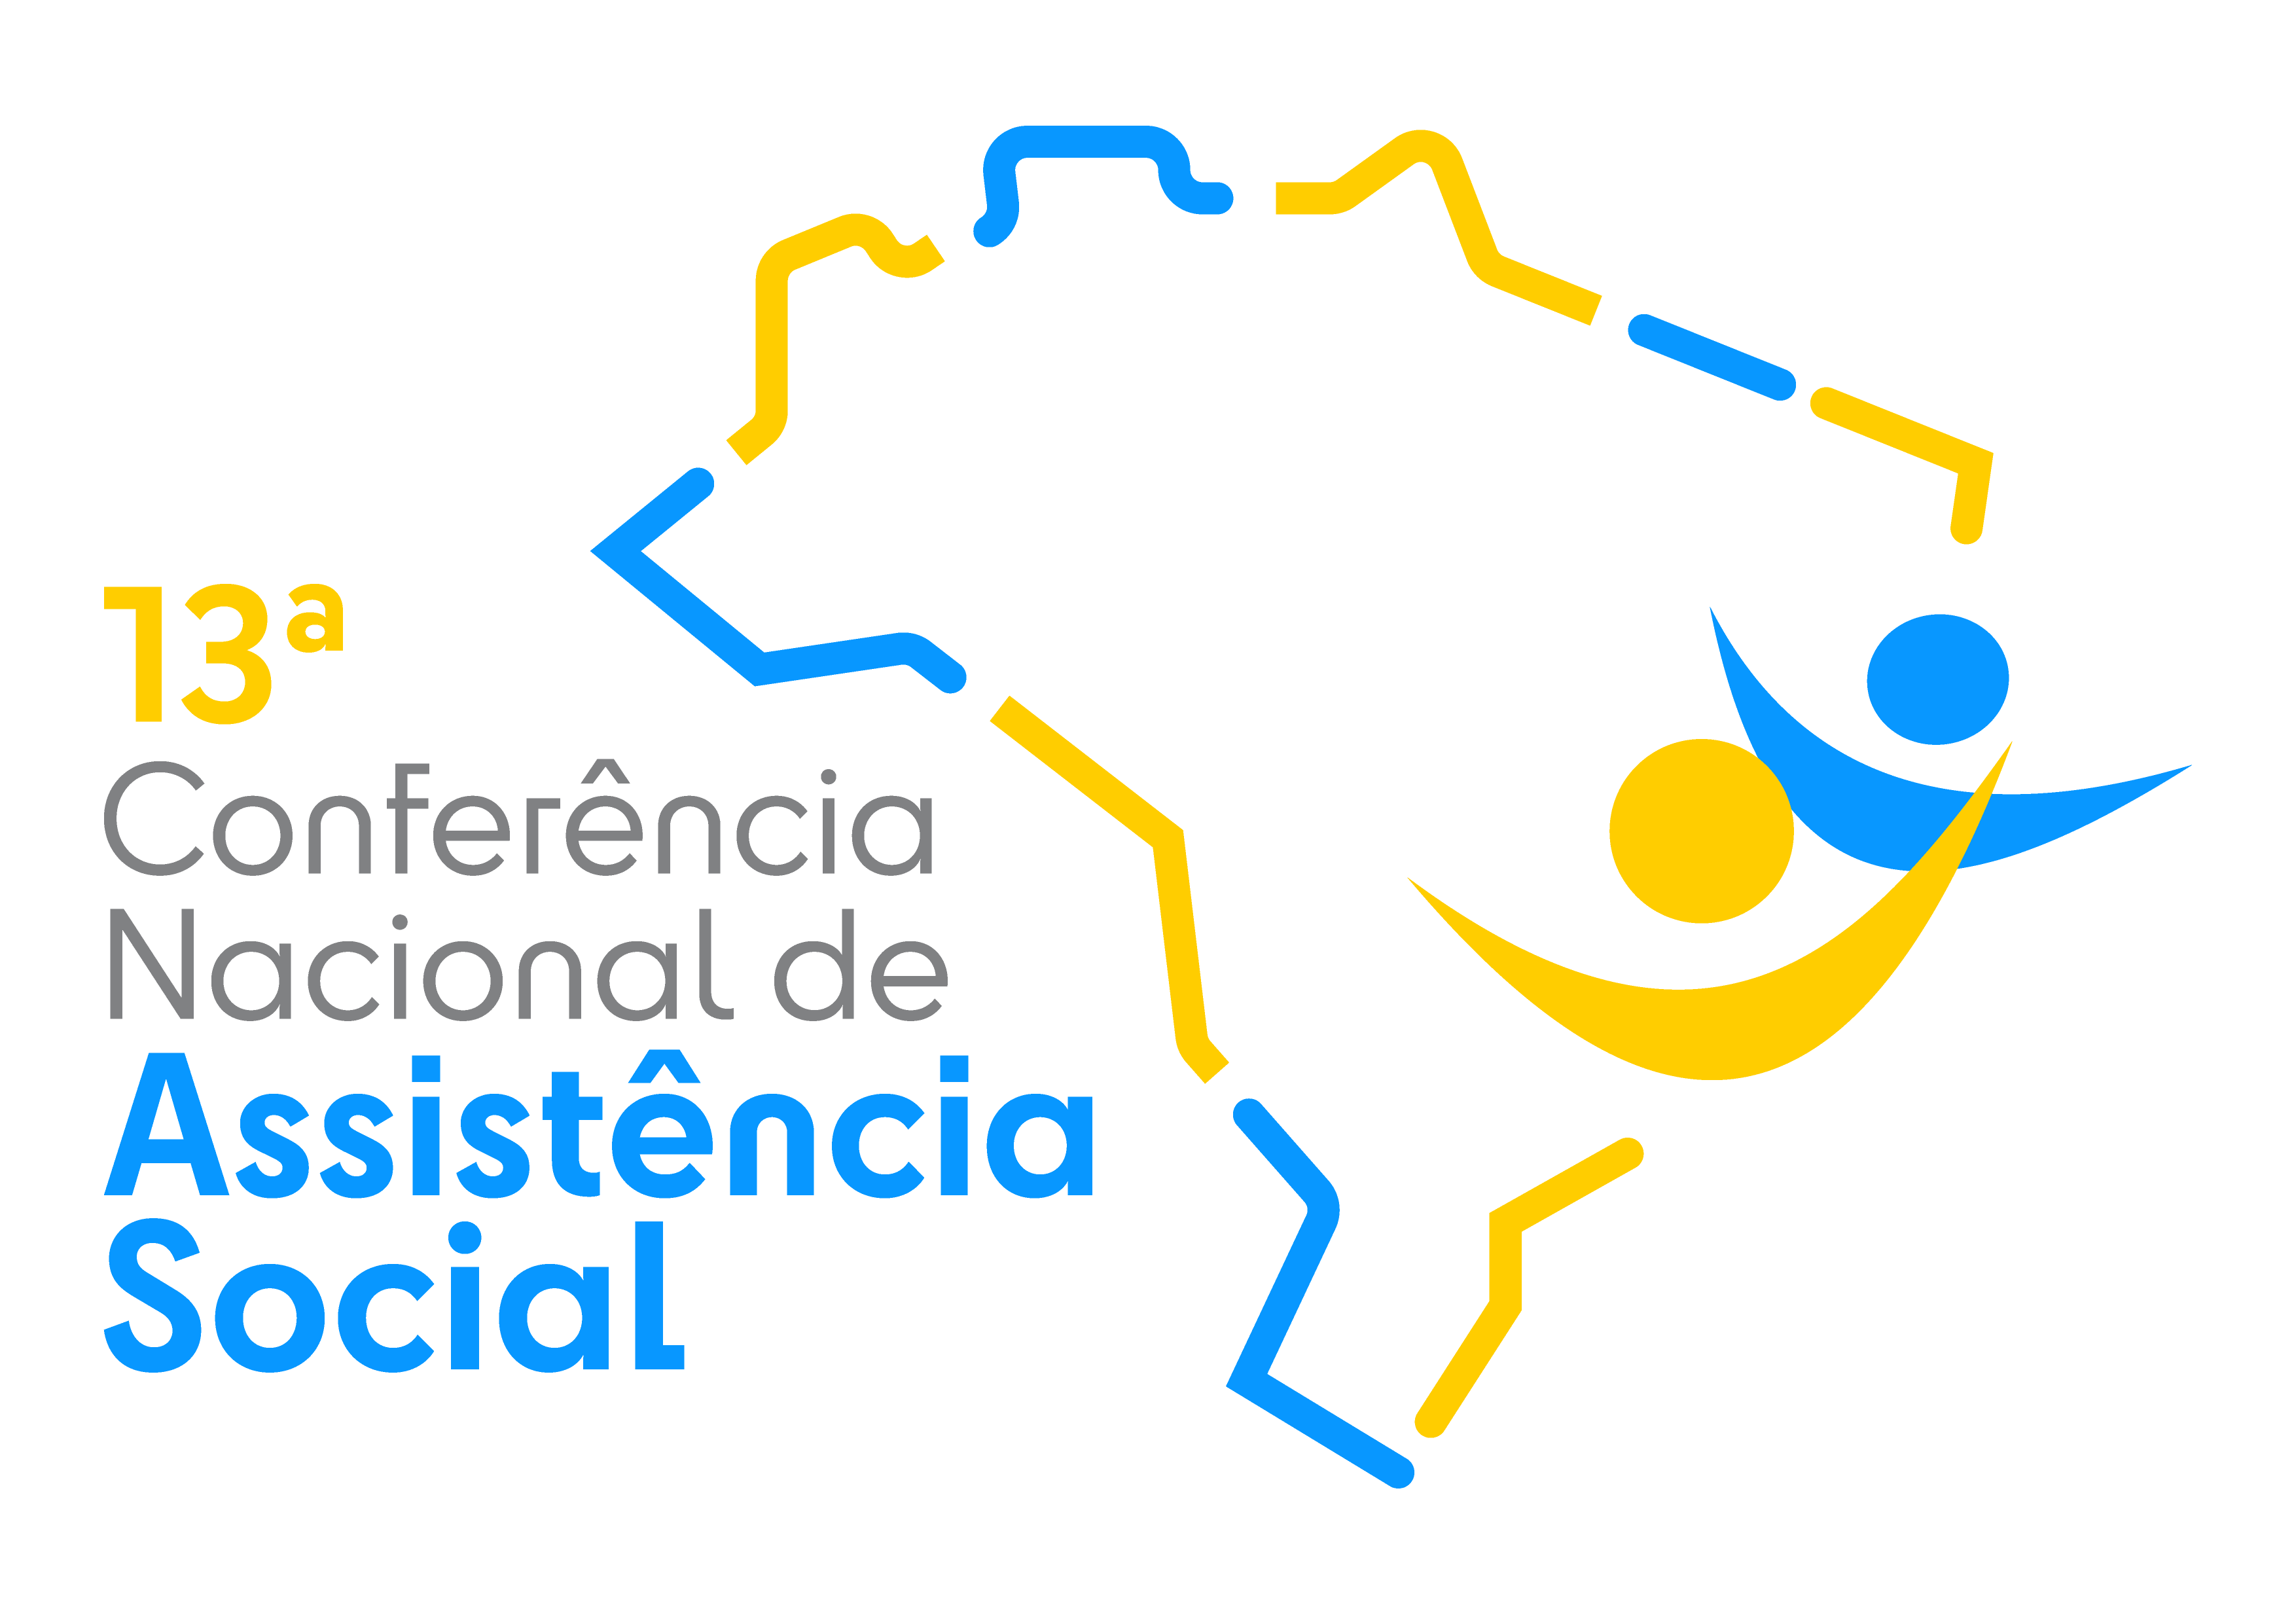 13ª
Conferência
Nacional de
Assistência
Social